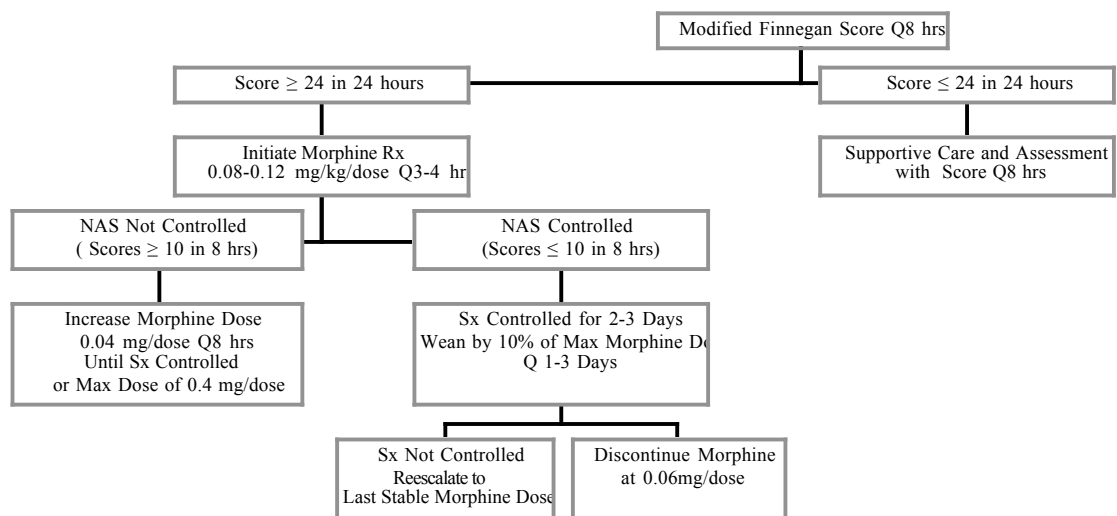 Modified Finnegan Score Q8 hrs
Score ≥ 24 in 24 hours
Score ≤ 24 in 24 hours
Initiate Morphine Rx
0.08-0.12 mg/kg/dose Q3-4 hr
Supportive Care and Assessment
with Score Q8 hrs
NAS Not Controlled
( Scores ≥ 10 in 8 hrs)
NAS Controlled
(Scores ≤ 10 in 8 hrs)
Increase Morphine Dose
0.04 mg/dose Q8 hrs
Until Sx Controlled
or Max Dose of 0.4 mg/dose
Sx Controlled for 2-3 Days
Wean by 10% of Max Morphine Do
Q 1-3 Days
Sx Not Controlled
Reescalate to
Last Stable Morphine Dose
Discontinue Morphine
at 0.06mg/dose